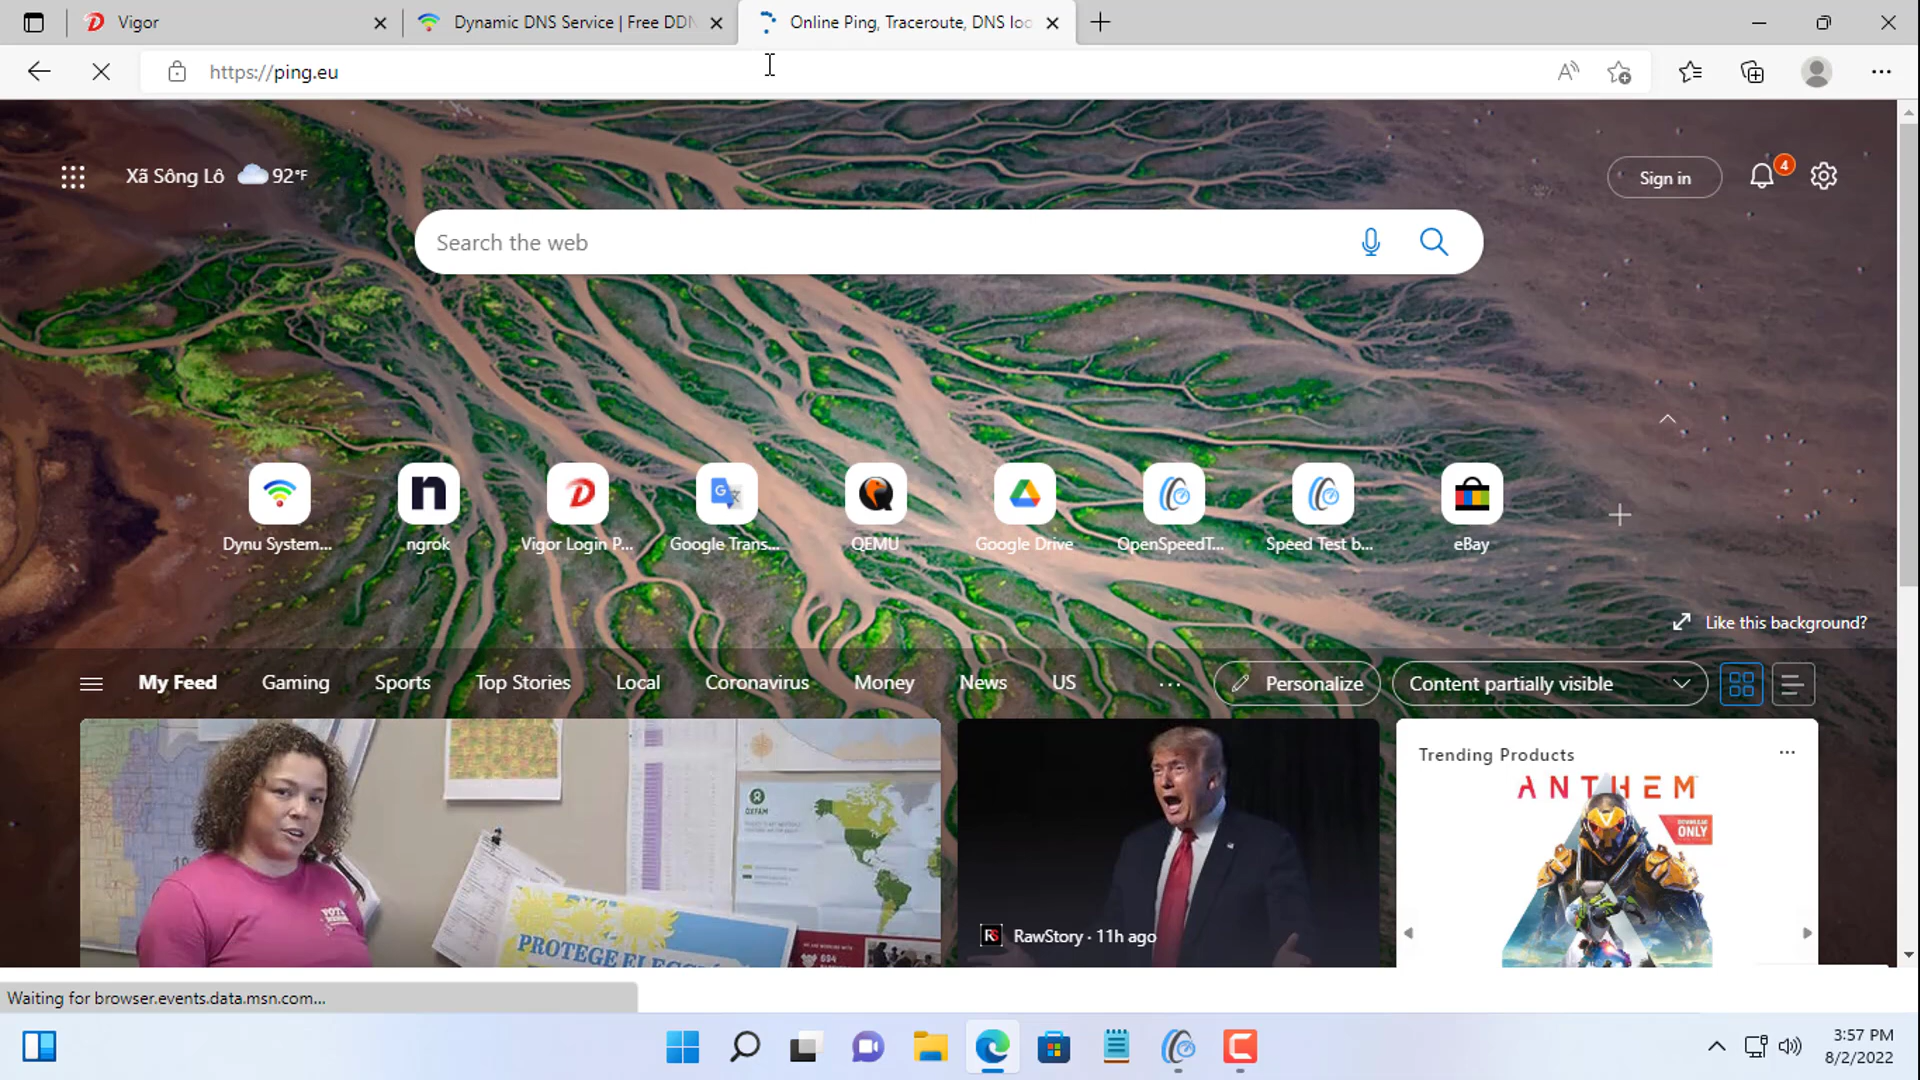 Vigor
Dynamic DNS Service | Free DDN
Online Ping, Traceroute, DNS loo
https://ping.eu
Xã Sông Lô 92°F
Sign in
4
Search the web
Dynu System...
ngrok
Vigor Login P...
Google Trans...
QEMU
Google Drive
OpenSpeedT...
Speed Test b...
eBay
Like this background?
My Feed
Gaming
Sports
Top Stories
Local
Coronavirus
Money
News
US
Personalize
Content partially visible
Trending Products
ANTHEM
DOWNLOAD
ONLY
OXFAM
PROTEGE ELECCI
RS RawStory · 11h ago
Waiting for browser.events.data.msn.com...
3:57 PM
8/2/2022